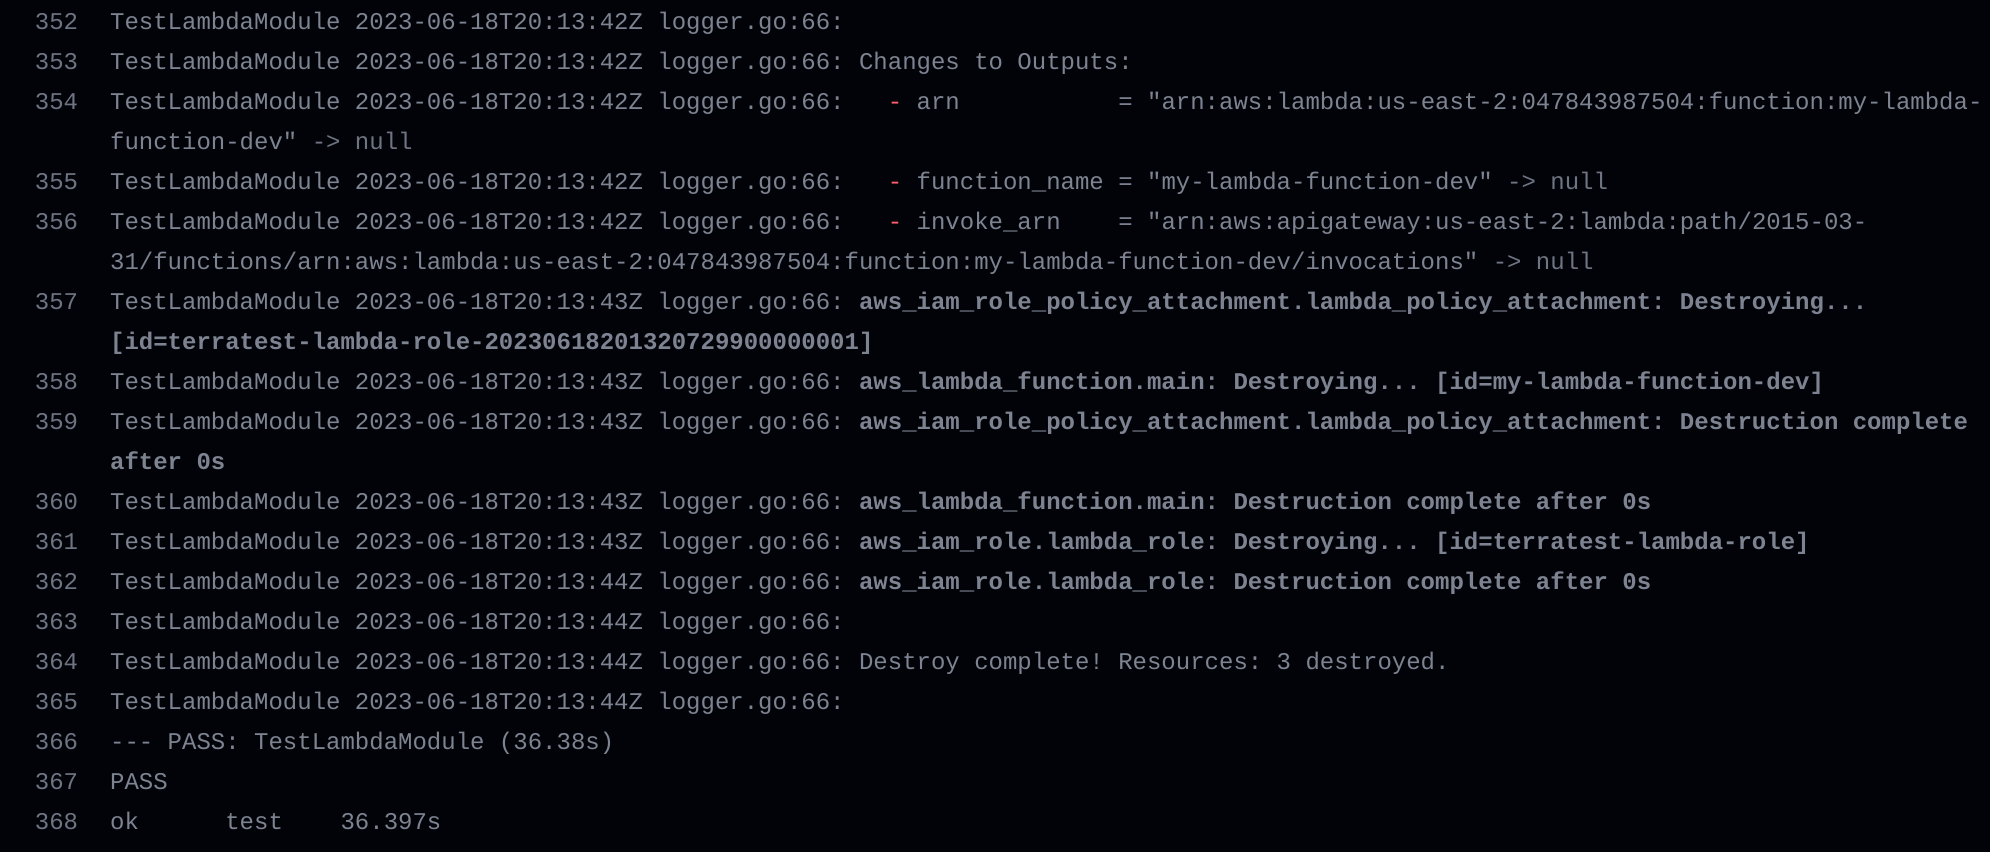 352 TestLambdaModule 2023-06-18T20:13:42Z logger.go:66:
353 TestLambdaModule 2023-06-18T20:13:42Z logger.go:66: Changes to Outputs:
354 TestLambdaModule 2023-06-18T20:13:42Z logger.go:66:   - arn           = "arn:aws:lambda:us-east-2:047843987504:function:my-lambda-
function-dev" -> null
355 TestLambdaModule 2023-06-18T20:13:42Z logger.go:66:   - function_name = "my-lambda-function-dev" -> null
356 TestLambdaModule 2023-06-18T20:13:42Z logger.go:66:   - invoke_arn    = "arn:aws:apigateway:us-east-2:lambda:path/2015-03-
31/functions/arn:aws:lambda:us-east-2:047843987504:function:my-lambda-function-dev/invocations" -> null
357 TestLambdaModule 2023-06-18T20:13:43Z logger.go:66: aws_iam_role_policy_attachment.lambda_policy_attachment: Destroying...
[id=terratest-lambda-role-20230618201320729900000001]
358 TestLambdaModule 2023-06-18T20:13:43Z logger.go:66: aws_lambda_function.main: Destroying... [id=my-lambda-function-dev]
359 TestLambdaModule 2023-06-18T20:13:43Z logger.go:66: aws_iam_role_policy_attachment.lambda_policy_attachment: Destruction complete
after 0s
360 TestLambdaModule 2023-06-18T20:13:43Z logger.go:66: aws_lambda_function.main: Destruction complete after 0s
361 TestLambdaModule 2023-06-18T20:13:43Z logger.go:66: aws_iam_role.lambda_role: Destroying... [id=terratest-lambda-role]
362 TestLambdaModule 2023-06-18T20:13:44Z logger.go:66: aws_iam_role.lambda_role: Destruction complete after 0s
363 TestLambdaModule 2023-06-18T20:13:44Z logger.go:66:
364 TestLambdaModule 2023-06-18T20:13:44Z logger.go:66: Destroy complete! Resources: 3 destroyed.
365 TestLambdaModule 2023-06-18T20:13:44Z logger.go:66:
366 --- PASS: TestLambdaModule (36.38s)
367 PASS
368 ok      test    36.397s